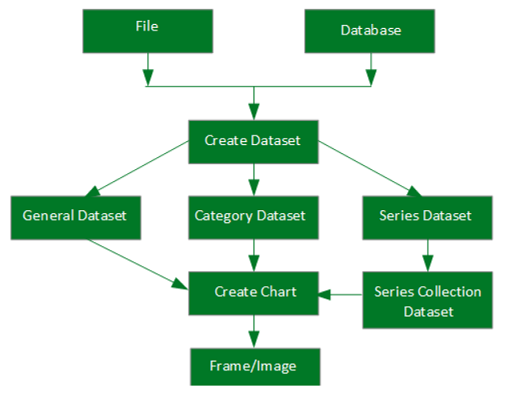 File
Database
Create Dataset
General Dataset
Category Dataset
Series Dataset
Create Chart
Series Collection
Dataset
Frame/Image